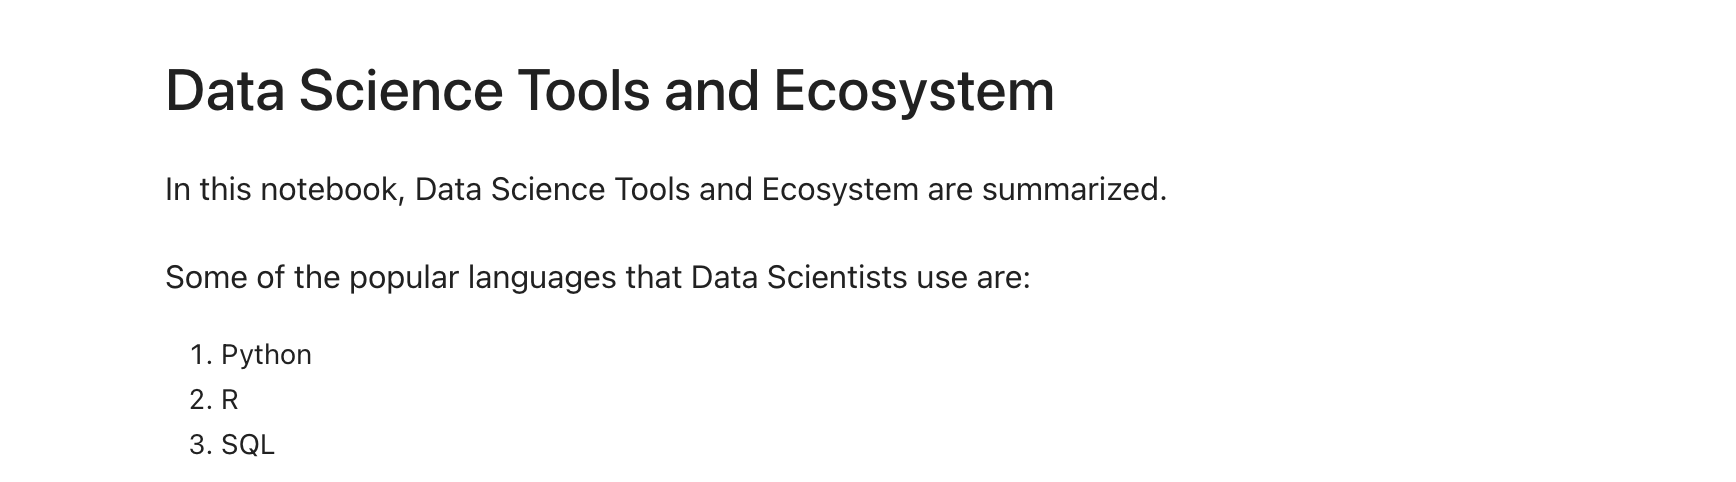 Data Science Tools and Ecosystem
In this notebook, Data Science Tools and Ecosystem are summarized.
Some of the popular languages that Data Scientists use are:
1. Python
2. R
3. SQL